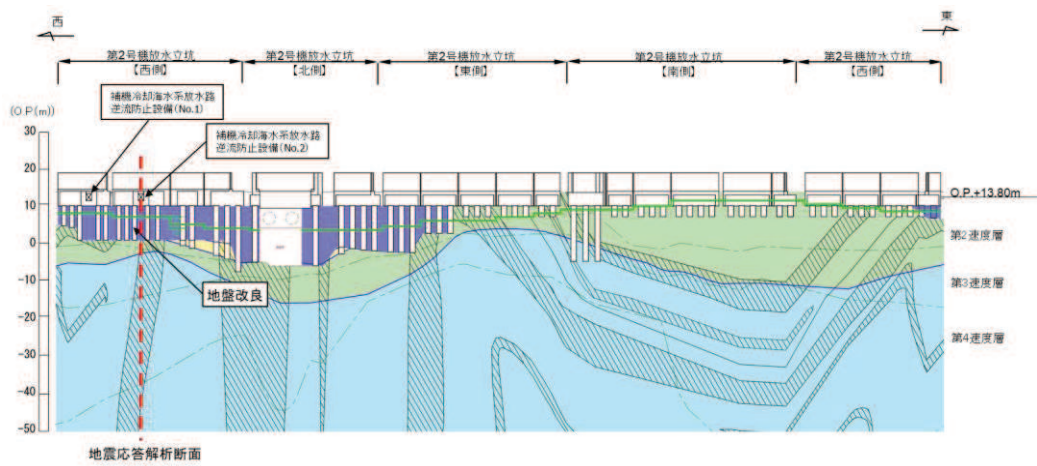 西
東
第2号機放水立坑
【西側】
第2号機放水立坑
【北側】
第2号機放水立坑
【東側】
第2号機放水立坑
【南側】
第2号機放水立坑
【西側】
補機冷却海水系放水路
逆流防止設備(No.1)
補機冷却海水系放水路
逆流防止設備(No.2)
(O.P(m))
30
20
10
0
-10
-20
-30
-40
-50
O.P.+13.80m
第2速度層
第3速度層
第4速度層
地盤改良
地震応答解析断面